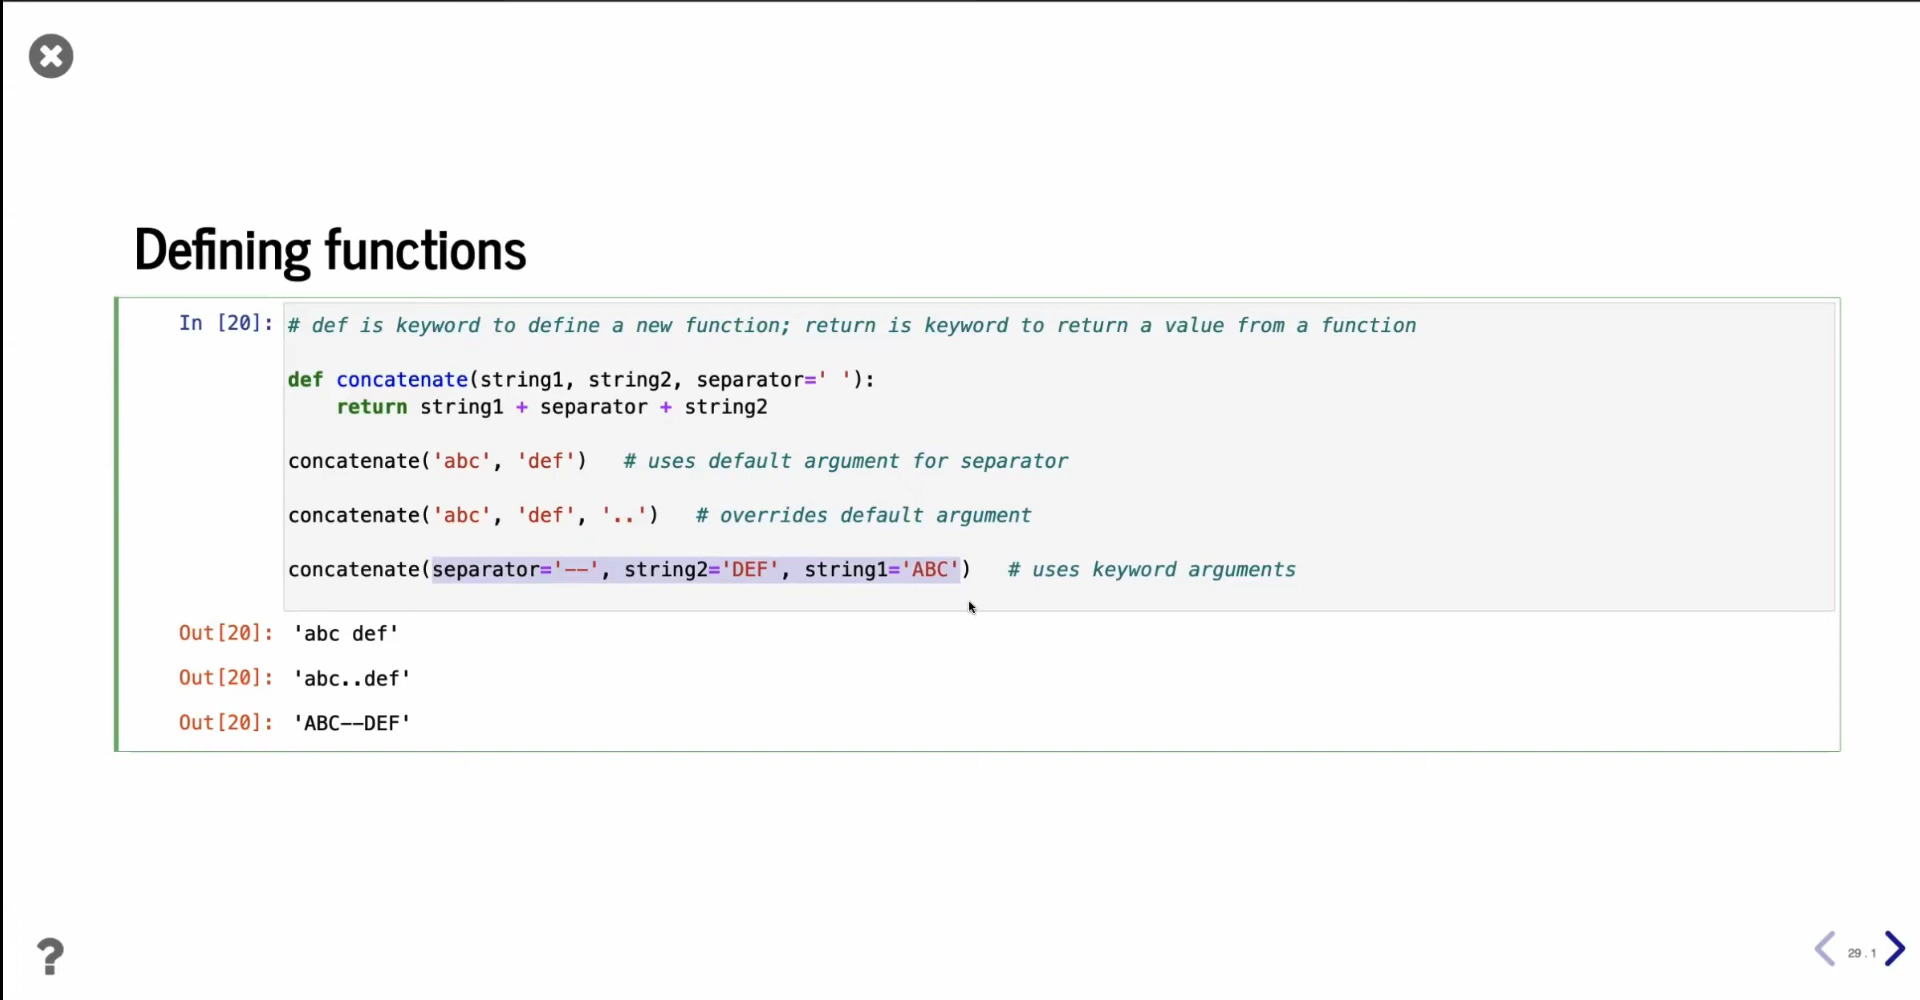 Defining functions
In [20]: # def is keyword to define a new function; return is keyword to return a value from a function
def concatenate(string1, string2, separator=' '):
    return string1 + separator + string2
concatenate('abc', 'def')   # uses default argument for separator
concatenate('abc', 'def', '..')   # overrides default argument
concatenate(separator='--', string2='DEF', string1='ABC')   # uses keyword arguments
Out[20]: 'abc def'
Out[20]: 'abc..def'
Out[20]: 'ABC--DEF'
?
29 . 1